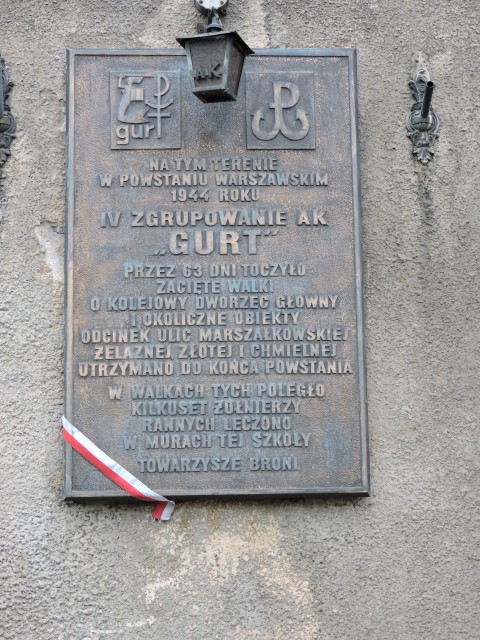 AK
gurt
NA TYM TERENIE
W POWSTANIU WARSZAWSKIM
1944 ROKU
IV ZGRUPOWANIE AK
„GURT”
PRZEZ 63 DNI TOCZYŁO
ZACIĘTE WALKI
O KOLEJOWY DWORZEC GŁÓWNY
I OKOLICZNE OBIEKTY
ODCINEK ULIC MARSZAŁKOWSKIEJ
ŻELAZNEJ, ZŁOTEJ I CHMIELNEJ
UTRZYMANO DO KOŃCA POWSTANIA
W WALKACH TYCH POLEGŁO
KILKUSET ŻOŁNIERZY
RANNYCH LECZONO
W MURACH TEJ SZKOŁY
TOWARZYSZE BRONI